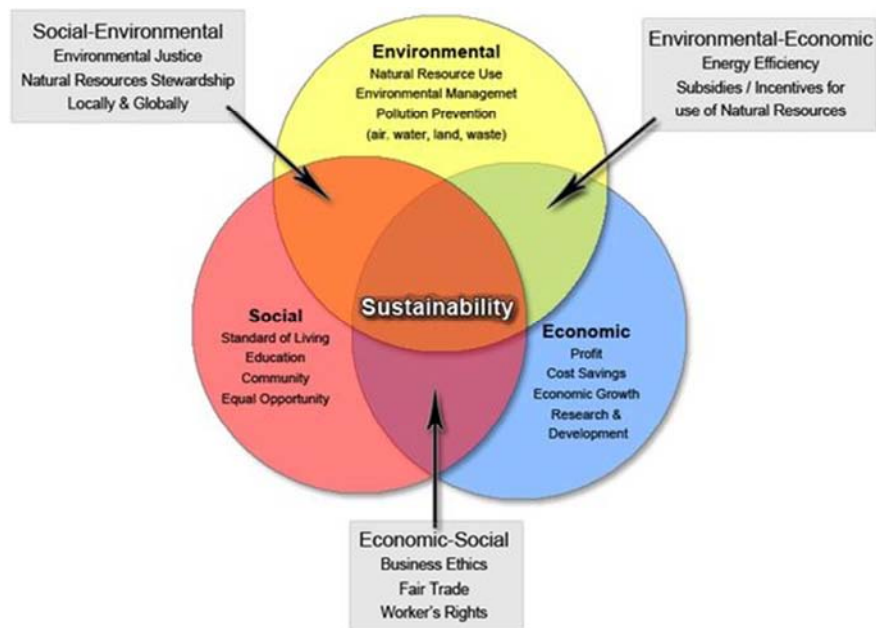 Social-Environmental
Environmental Justice
Natural Resources Stewardship
Locally & Globally
Environmental
Natural Resource Use
Environmental Managemet
Pollution Prevention
(air. water, land, waste)
Environmental-Economic
Energy Efficiency
Subsidies / Incentives for
use of Natural Resources
Sustainability
Social
Standard of Living
Education
Community
Equal Opportunity
Economic
Profit
Cost Savings
Economic Growth
Research &
Development
Economic-Social
Business Ethics
Fair Trade
Worker's Rights